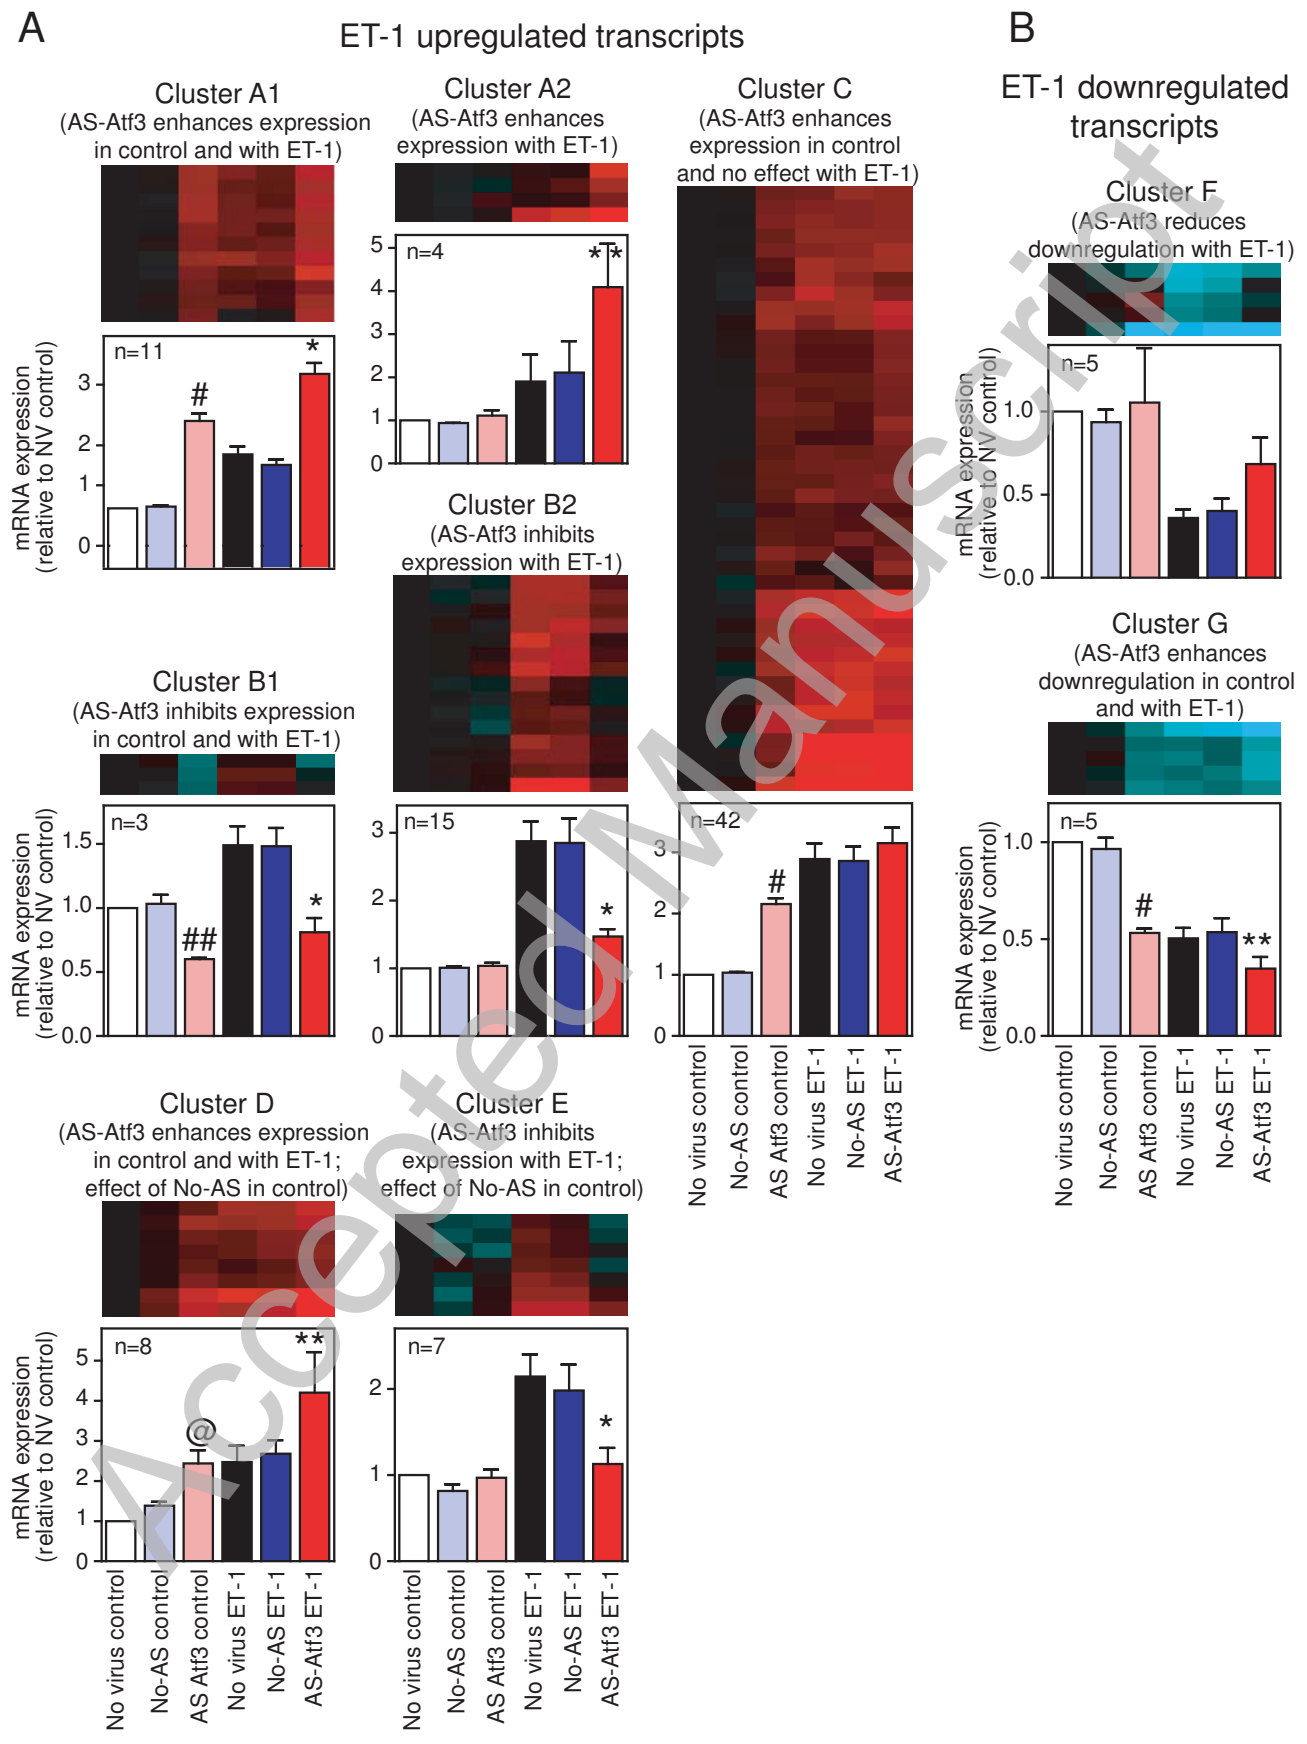 A
ET-1 upregulated transcripts
Cluster A1
(AS-Atf3 enhances expression
in control and with ET-1)
mRNA expression
(relative to NV control)
n=11
3
2
1
0
#
*
Cluster A2
(AS-Atf3 enhances
expression with ET-1)
n=4
5
4
3
2
1
0
**
Cluster C
(AS-Atf3 enhances
expression in control
and no effect with ET-1)
n=42
3
2
1
0
#
No virus control
No-AS control
AS Atf3 control
No virus ET-1
No-AS ET-1
AS-Atf3 ET-1
Cluster B1
(AS-Atf3 inhibits expression
in control and with ET-1)
mRNA expression
(relative to NV control)
n=3
1.5
1.0
0.5
0.0
##
*
Cluster B2
(AS-Atf3 inhibits
expression with ET-1)
n=15
3
2
1
0
*
Cluster D
(AS-Atf3 enhances expression
in control and with ET-1;
effect of No-AS in control)
mRNA expression
(relative to NV control)
n=8
5
4
3
2
1
0
@
**
No virus control
No-AS control
AS Atf3 control
No virus ET-1
No-AS ET-1
AS-Atf3 ET-1
Cluster E
(AS-Atf3 inhibits
expression with ET-1;
effect of No-AS in control)
n=7
2
1
0
*
No virus control
No-AS control
AS Atf3 control
No virus ET-1
No-AS ET-1
AS-Atf3 ET-1
B
ET-1 downregulated
transcripts
Cluster F
(AS-Atf3 reduces
downregulation with ET-1)
mRNA expression
(relative to NV control)
n=5
1.0
0.5
0.0
Cluster G
(AS-Atf3 enhances
downregulation in control
and with ET-1)
mRNA expression
(relative to NV control)
n=5
1.0
0.5
0.0
#
**
No virus control
No-AS control
AS Atf3 control
No virus ET-1
No-AS ET-1
AS-Atf3 ET-1
Accepted Manuscript